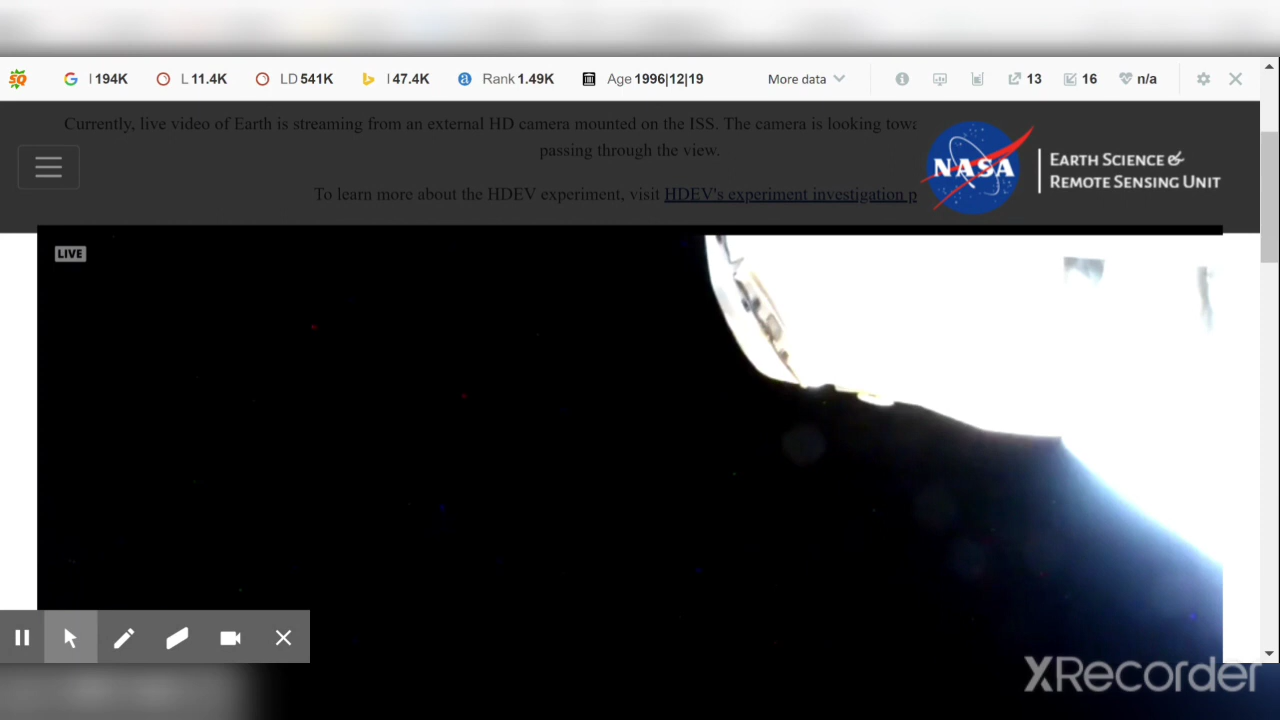 SQ I 194K L 11.4K LD 541K I 47.4K a Rank 1.49K Age 1996|12|19 More data 13 16 n/a
Currently, live video of Earth is streaming from an external HD camera mounted on the ISS. The camera is looking
passing through the view.
To learn more about the HDEV experiment, visit HDEV's experiment investigation
NASA
EARTH SCIENCE &
REMOTE SENSING UNIT
LIVE
XRecorder